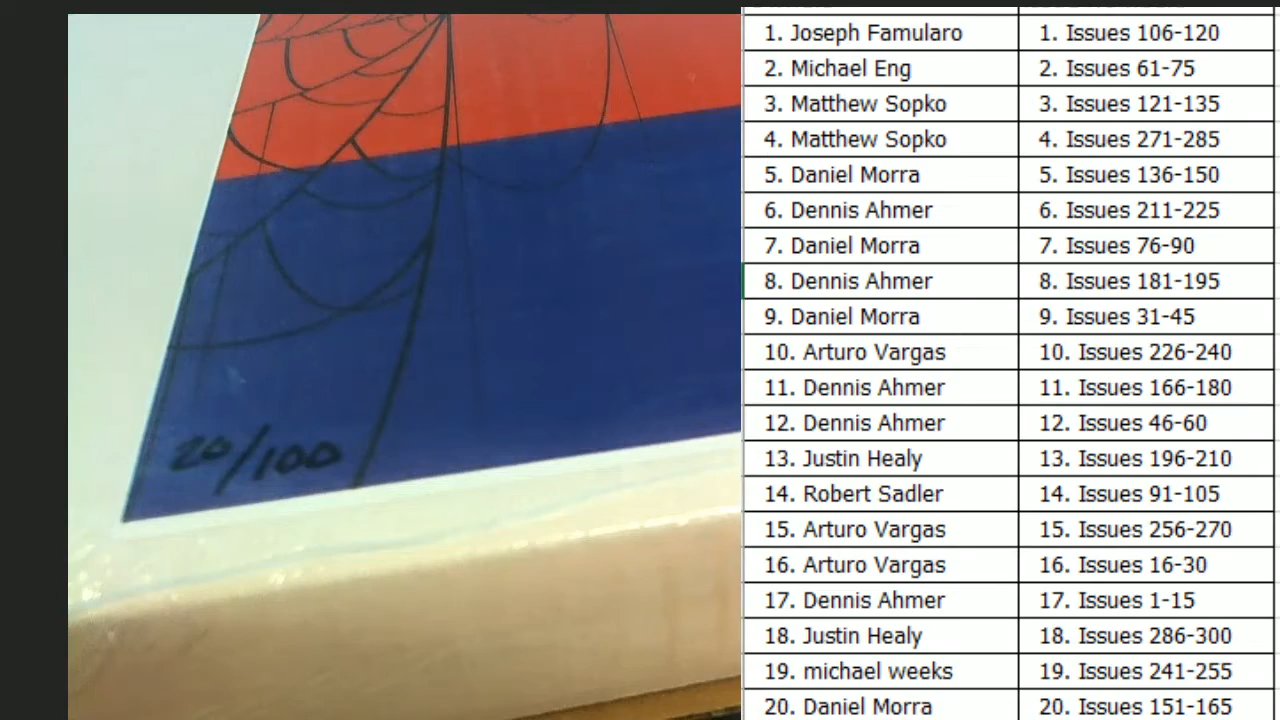 20/100
1. Joseph Famularo 1. Issues 106-120
2. Michael Eng 2. Issues 61-75
3. Matthew Sopko 3. Issues 121-135
4. Matthew Sopko 4. Issues 271-285
5. Daniel Morra 5. Issues 136-150
6. Dennis Ahmer 6. Issues 211-225
7. Daniel Morra 7. Issues 76-90
8. Dennis Ahmer 8. Issues 181-195
9. Daniel Morra 9. Issues 31-45
10. Arturo Vargas 10. Issues 226-240
11. Dennis Ahmer 11. Issues 166-180
12. Dennis Ahmer 12. Issues 46-60
13. Justin Healy 13. Issues 196-210
14. Robert Sadler 14. Issues 91-105
15. Arturo Vargas 15. Issues 256-270
16. Arturo Vargas 16. Issues 16-30
17. Dennis Ahmer 17. Issues 1-15
18. Justin Healy 18. Issues 286-300
19. michael weeks 19. Issues 241-255
20. Daniel Morra 20. Issues 151-165